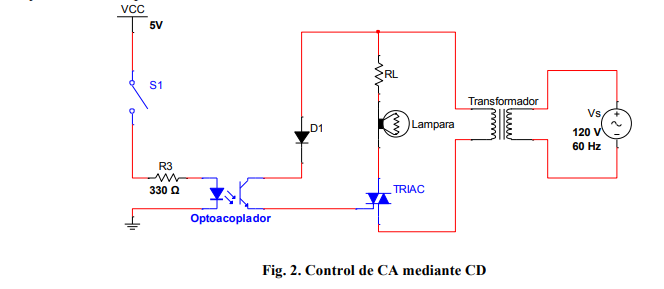 VCC
5V
S1
R3
330 Ω
Optoacoplador
D1
RL
Lampara
TRIAC
Transformador
Vs
120 V
60 Hz
Fig. 2. Control de CA mediante CD